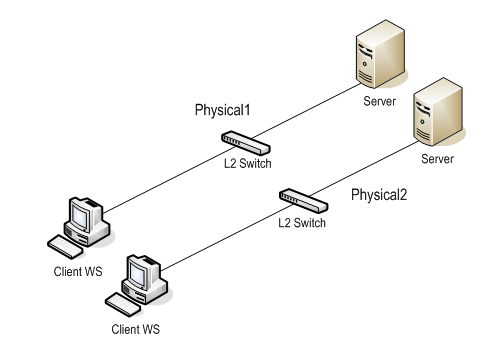 Server
Physical1
Server
L2 Switch
Physical2
L2 Switch
Client WS
Client WS